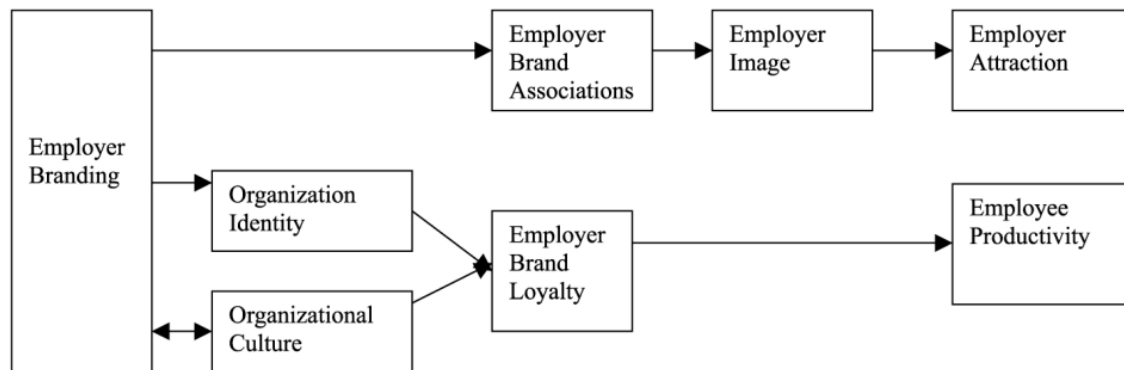 Employer
Branding
Employer
Brand
Associations
Employer
Image
Employer
Attraction
Organization
Identity
Organizational
Culture
Employer
Brand
Loyalty
Employee
Productivity